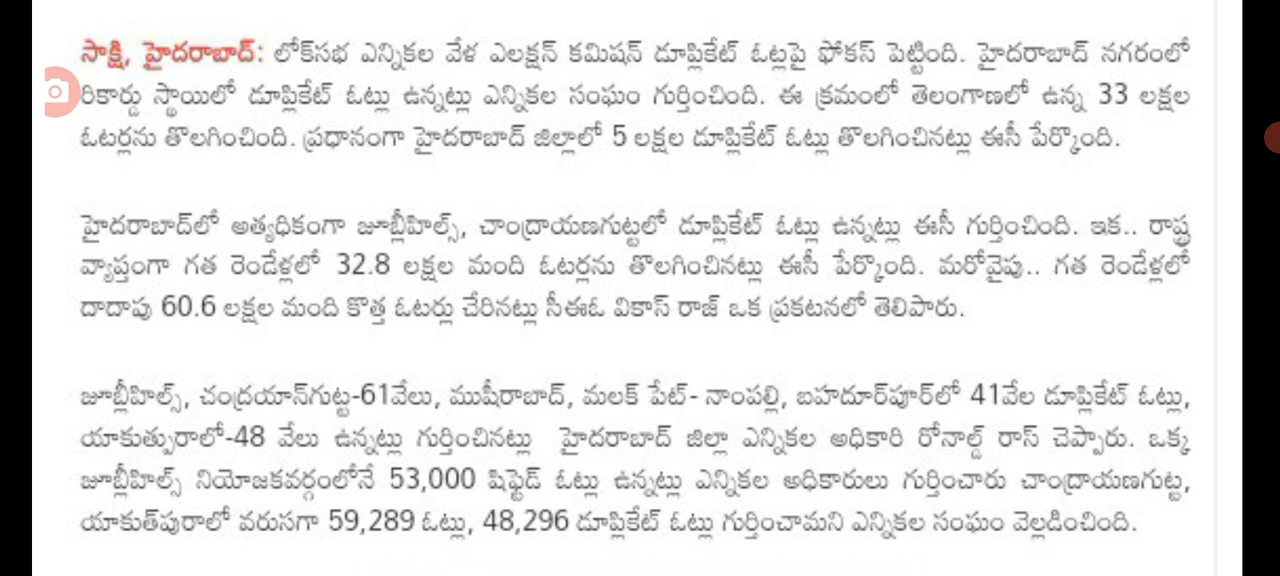 సాక్షి, హైదరాబాద్: లోక్‌సభ ఎన్నికల వేళ ఎలక్షన్ కమిషన్ డూప్లికేట్ ఓట్లపై ఫోకస్ పెట్టింది. హైదరాబాద్ నగరంలో
రికార్డు స్థాయిలో డూప్లికేట్ ఓట్లు ఉన్నట్లు ఎన్నికల సంఘం గుర్తించింది. ఈ క్రమంలో తెలంగాణలో ఉన్న 33 లక్షల
ఓటర్లను తొలగించింది. ప్రధానంగా హైదరాబాద్ జిల్లాలో 5 లక్షల డూప్లికేట్ ఓట్లు తొలగించినట్లు ఈసీ పేర్కొంది.
హైదరాబాద్‌లో అత్యధికంగా జూబ్లీహిల్స్, చాంద్రాయణగుట్టలో డూప్లికేట్ ఓట్లు ఉన్నట్లు ఈసీ గుర్తించింది. ఇక.. రాష్ట్ర
వ్యాప్తంగా గత రెండేళ్లలో 32.8 లక్షల మంది ఓటర్లను తొలగించినట్లు ఈసీ పేర్కొంది. మరోవైపు.. గత రెండేళ్లలో
దాదాపు 60.6 లక్షల మంది కొత్త ఓటర్లు చేరినట్లు సీఈఓ వికాస్ రాజ్ ఒక ప్రకటనలో తెలిపారు.
జూబ్లీహిల్స్, చంద్రయాన్‌గుట్ట-61వేలు, ముషీరాబాద్, మలక్ పేట్- నాంపల్లి, బహదూర్‌పూర్‌లో 41వేల డూప్లికేట్ ఓట్లు,
యాకుత్పురాలో-48 వేలు ఉన్నట్లు గుర్తించినట్లు హైదరాబాద్ జిల్లా ఎన్నికల అధికారి రోనాల్డ్ రాస్ చెప్పారు. ఒక్క
జూబ్లీహిల్స్ నియోజకవర్గంలోనే 53,000 షిఫ్టెడ్ ఓట్లు ఉన్నట్లు ఎన్నికల అధికారులు గుర్తించారు చాంద్రాయణగుట్ట,
యాకుత్‌పురాలో వరుసగా 59,289 ఓట్లు, 48,296 డూప్లికేట్ ఓట్లు గుర్తించామని ఎన్నికల సంఘం వెల్లడించింది.